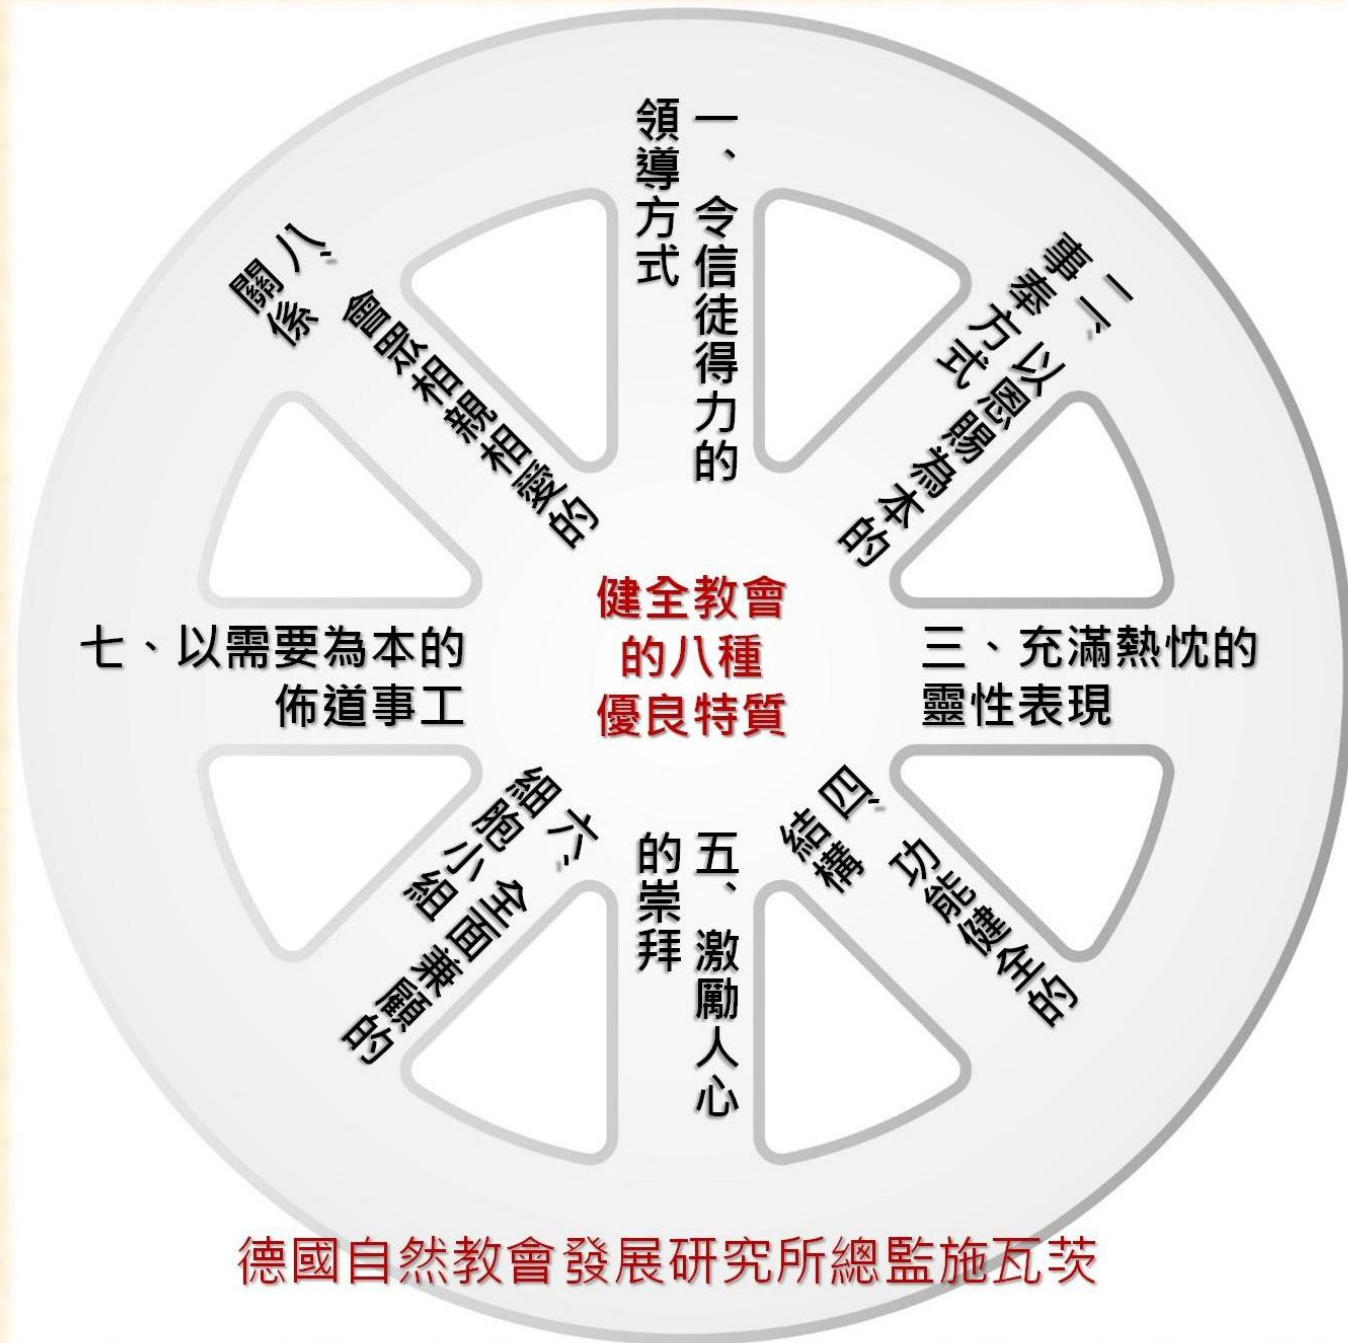 健全教會
的八種
優良特質
一、令信徒得力的
領導方式
二、以恩賜為本的
事奉方式
三、充滿熱忱的
靈性表現
四、功能健全的
結構
五、激勵人心
的崇拜
六、全面兼顧的
細胞小組
七、以需要為本的
佈道事工
八、會眾相親相愛的
關係
德國自然教會發展研究所總監施瓦茨